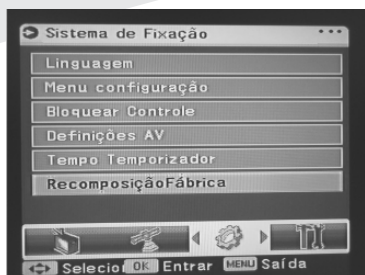 Sistema de Fixação
Linguagem
Menu configuração
Bloquear Controle
Definições AV
Tempo Temporizador
RecomposiçãoFábrica
Selecio OK Entrar MENU Saída